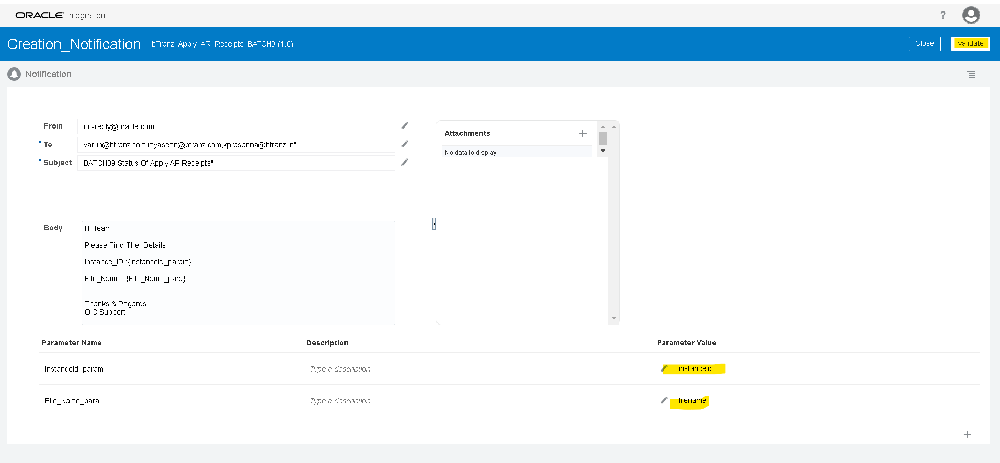 ORACLE Integration
?
Creation_Notification bTranz_Apply_AR_Receipts_BATCH9 (1.0)
Close
Validate
Notification
* From "no-reply@oracle.com"
* To "varun@btranz.com,myaseen@btranz.com,kprasanna@btranz.in"
* Subject "BATCH09 Status Of Apply AR Receipts"
Attachments
No data to display
* Body
Hi Team,
Please Find The  Details
Instance_ID :{InstanceId_param}
File_Name : {File_Name_para}
Thanks & Regards
OIC Support
Parameter Name Description Parameter Value
InstanceId_param Type a description instanceId
File_Name_para Type a description filename